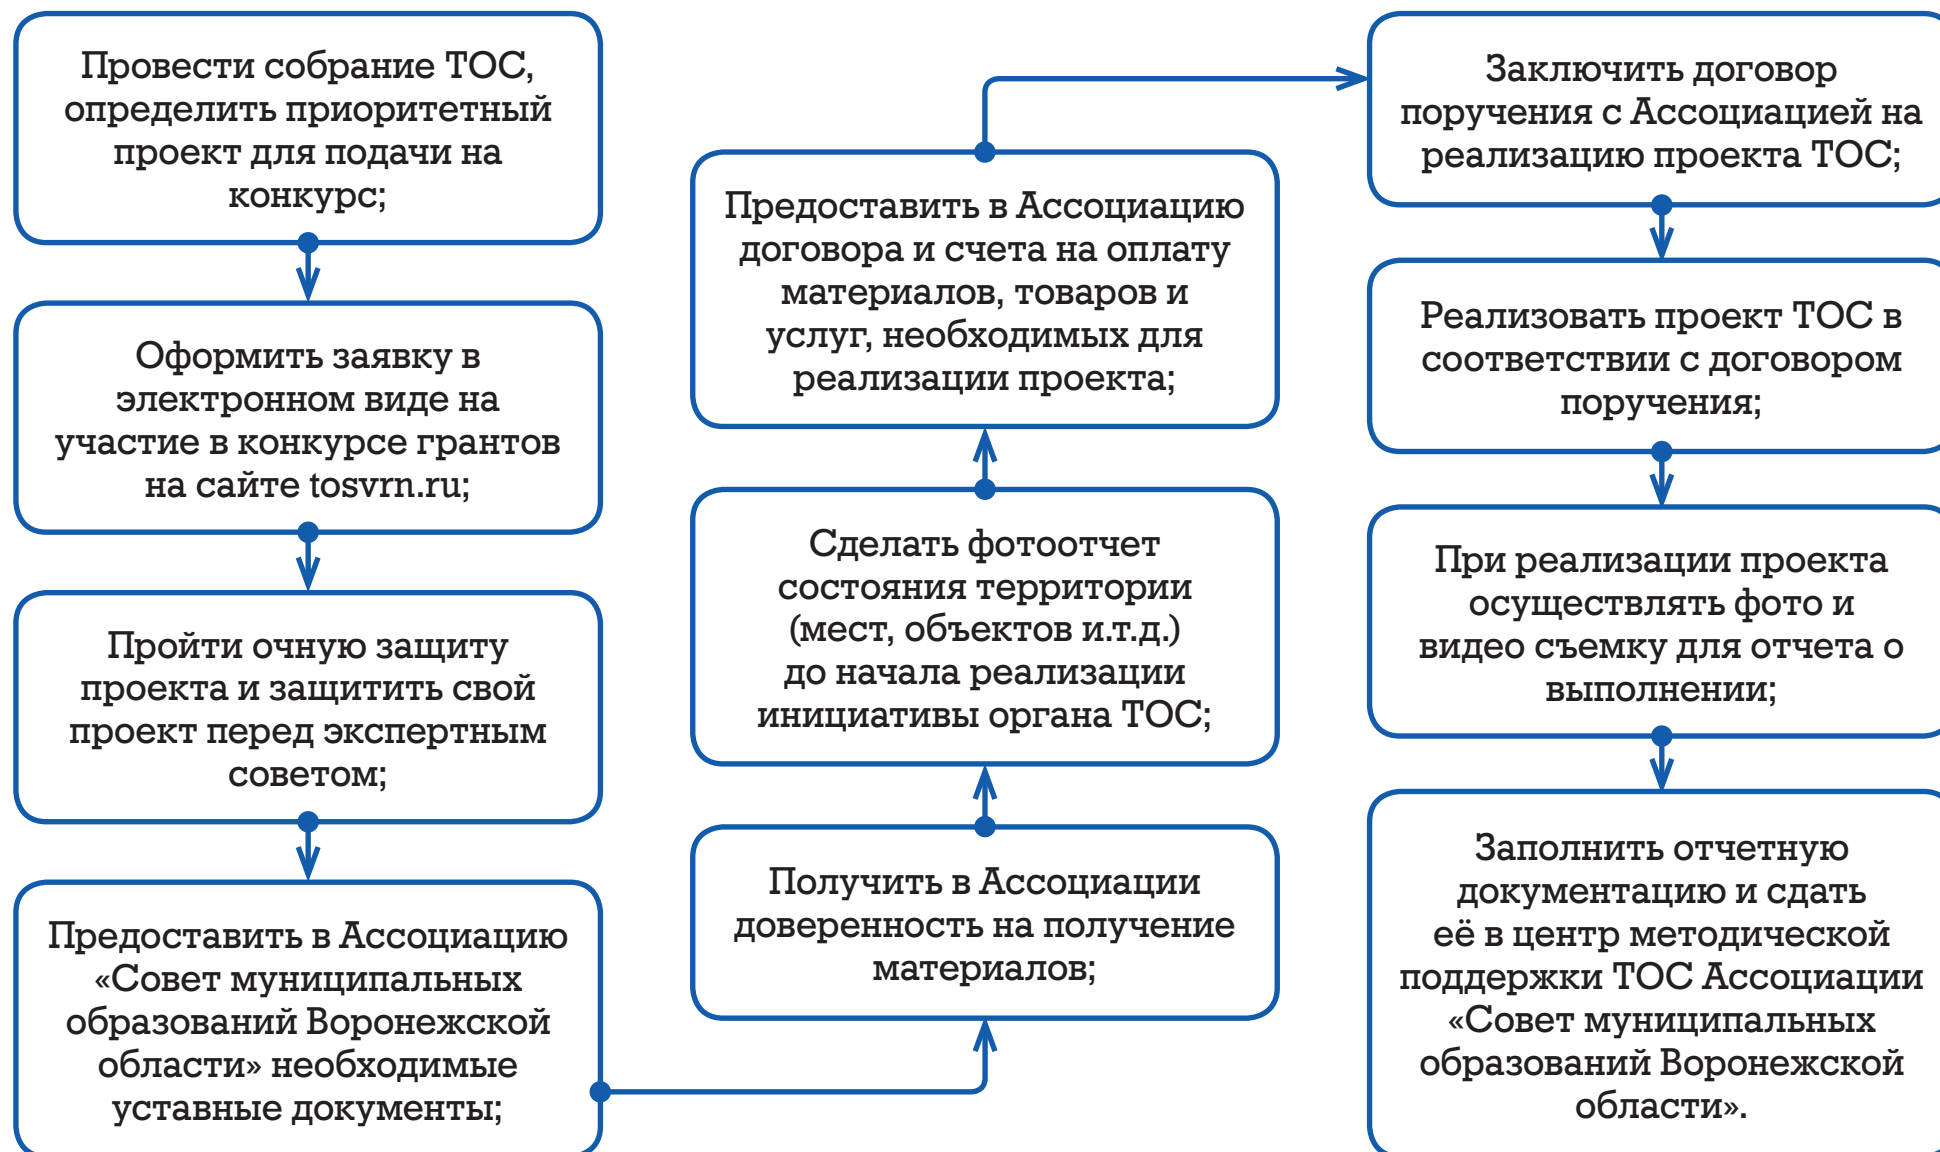 Провести собрание ТОС,
определить приоритетный
проект для подачи на
конкурс;
Оформить заявку в
электронном виде на
участие в конкурсе грантов
на сайте tosvrn.ru;
Пройти очную защиту
проекта и защитить свой
проект перед экспертным
советом;
Предоставить в Ассоциацию
«Совет муниципальных
образований Воронежской
области» необходимые
уставные документы;
Получить в Ассоциации
доверенность на получение
материалов;
Сделать фотоотчет
состояния территории
(мест, объектов и.т.д.)
до начала реализации
инициативы органа ТОС;
Предоставить в Ассоциацию
договора и счета на оплату
материалов, товаров и
услуг, необходимых для
реализации проекта;
Заключить договор
поручения с Ассоциацией на
реализацию проекта ТОС;
Реализовать проект ТОС в
соответствии с договором
поручения;
При реализации проекта
осуществлять фото и
видео съемку для отчета о
выполнении;
Заполнить отчетную
документацию и сдать
её в центр методической
поддержки ТОС Ассоциации
«Совет муниципальных
образований Воронежской
области».